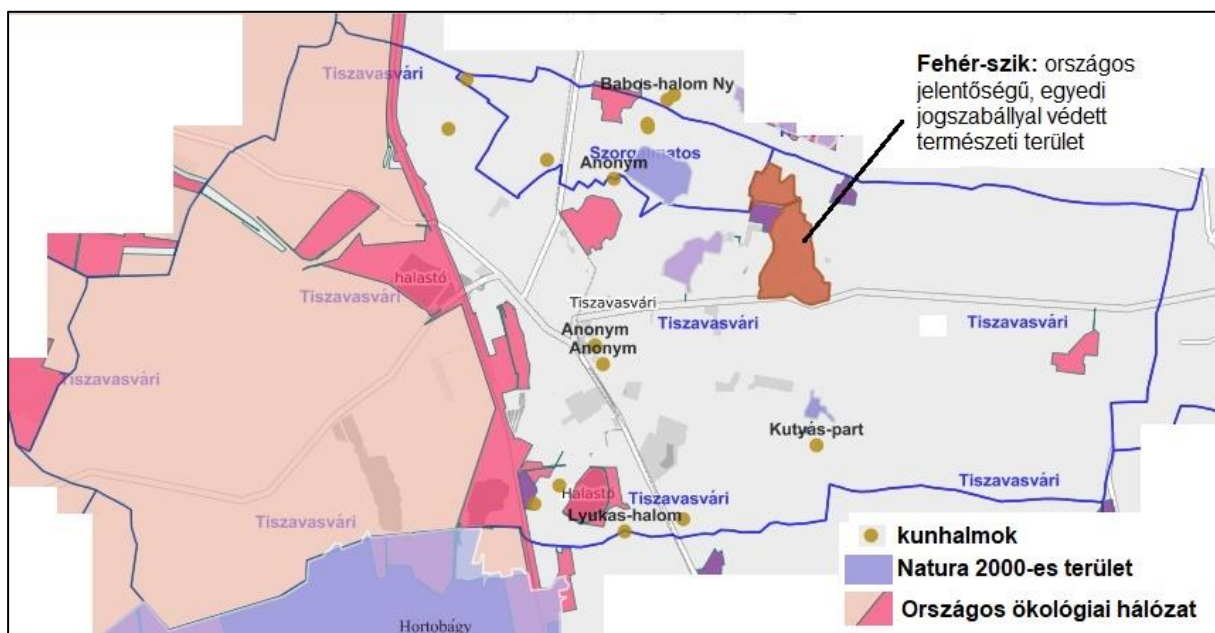 Tiszavasvári
Babos-halom Ny
Fehér-szik: országos
jelentőségű, egyedi
jogszabállyal védett
természeti terület
Anonym
halastó
Tiszavasvári
Tiszavasvári
Tiszavasvári
Tiszavasvári
Anonym
Anonym
Tiszavasvári
Kutyás-part
Tiszavasvári
Halastó
Tiszavasvári
Tiszavasvári
Lyukas-halom
kunhalmok
Natura 2000-es terület
Országos ökológiai hálózat
Hortobágy